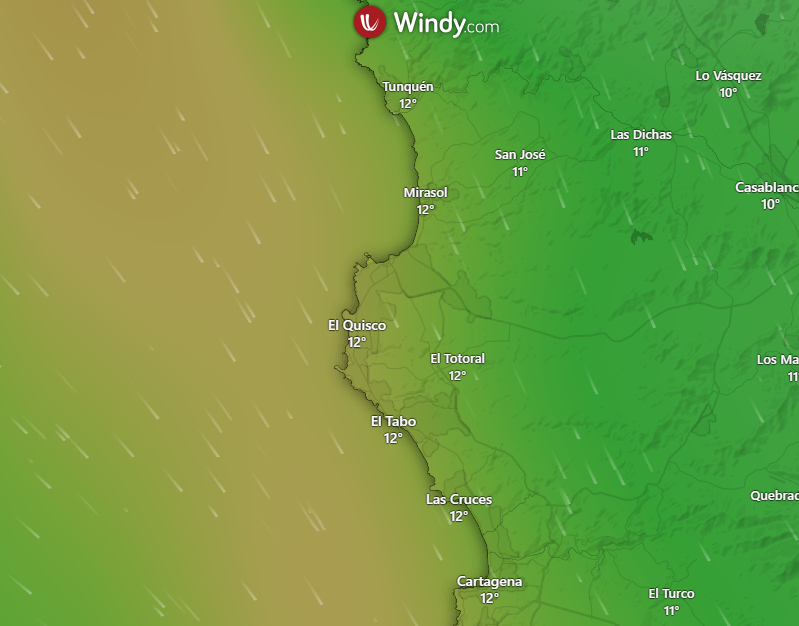 Windy.com
Lo Vásquez
10°
Tunquén
12°
Las Dichas
11°
San José
11°
Casablanc
10°
Mirasol
12°
El Quisco
12°
El Totoral
12°
Los Ma
11
El Tabo
12°
Las Cruces
12°
Quebrad
Cartagena
12°
El Turco
11°